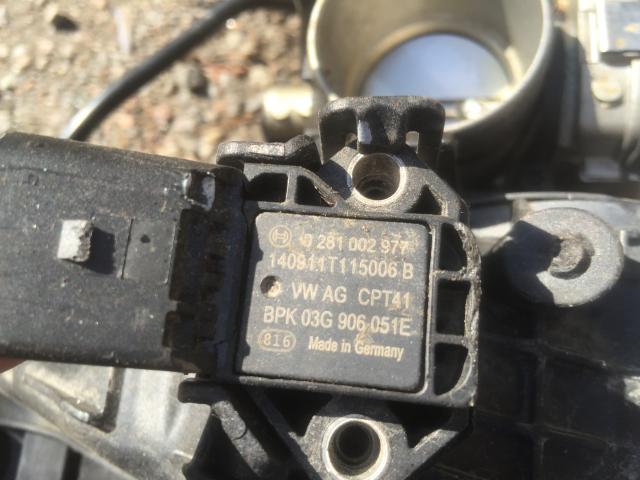 0 281 002 977
140911T115006 B
VW AG CPT41
BPK 03G 906 051E
816 Made in Germany